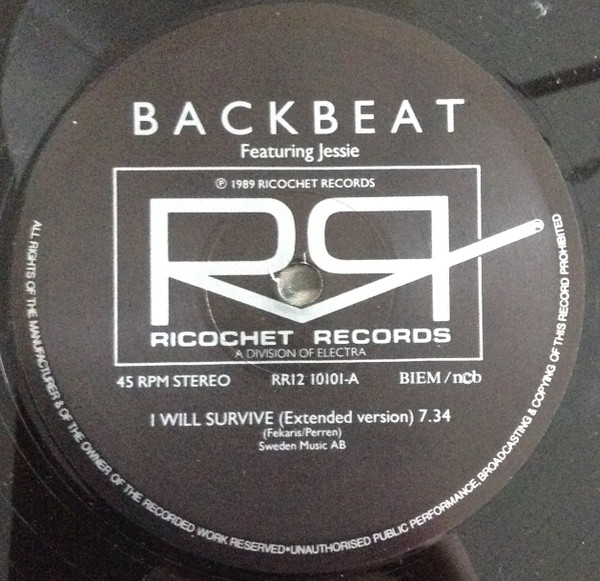 BACKBEAT
Featuring Jessie
℗ 1989 RICOCHET RECORDS
RR
RICOCHET RECORDS
A DIVISION OF ELECTRA
45 RPM STEREO RR12 10101-A BIEM/ncb
I WILL SURVIVE (Extended version) 7.34
(Fekaris/Perren)
Sweden Music AB
ALL RIGHTS OF THE MANUFACTURER & OF THE OWNER OF THE RECORDED WORK RESERVED•UNAUTHORISED PUBLIC PERFORMANCE, BROADCASTING & COPYING OF THIS RECORD PROHIBITED